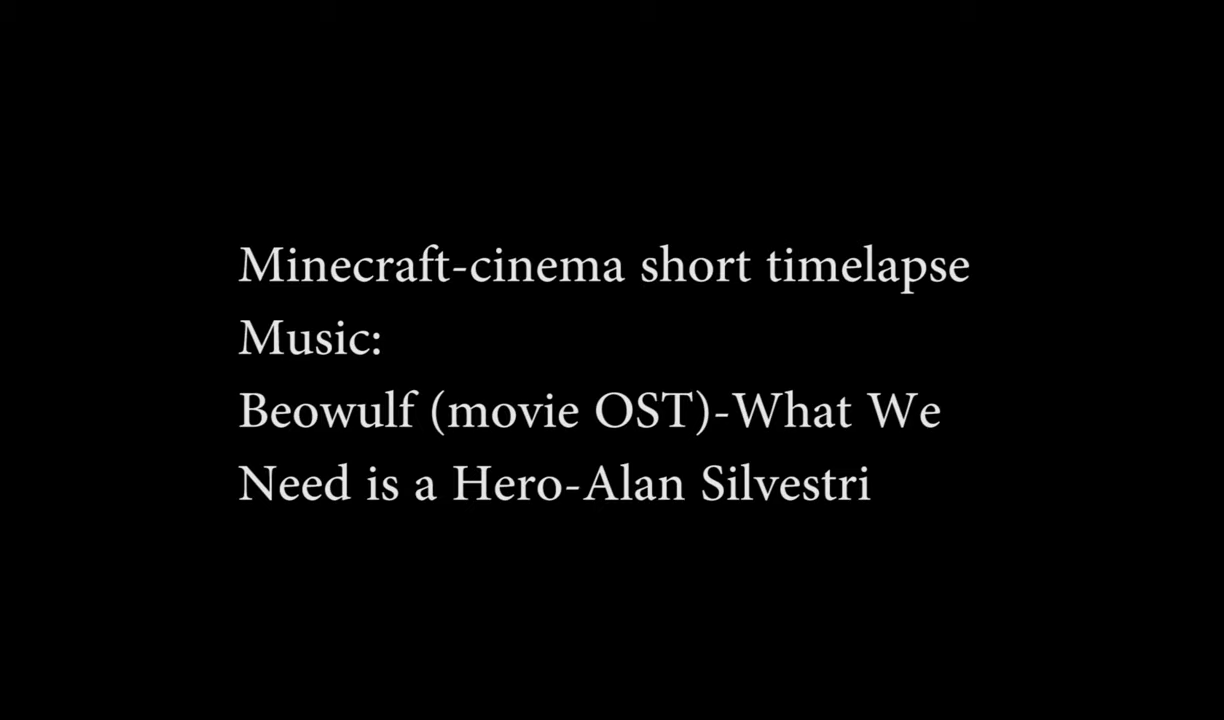 Minecraft-cinema short timelapse
Music:
Beowulf (movie OST)-What We
Need is a Hero-Alan Silvestri